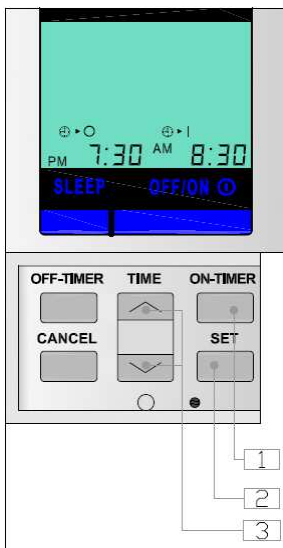 PM 7:30 AM 8:30
SLEEP OFF/ON
OFF-TIMER TIME ON-TIMER
CANCEL SET
1
2
3